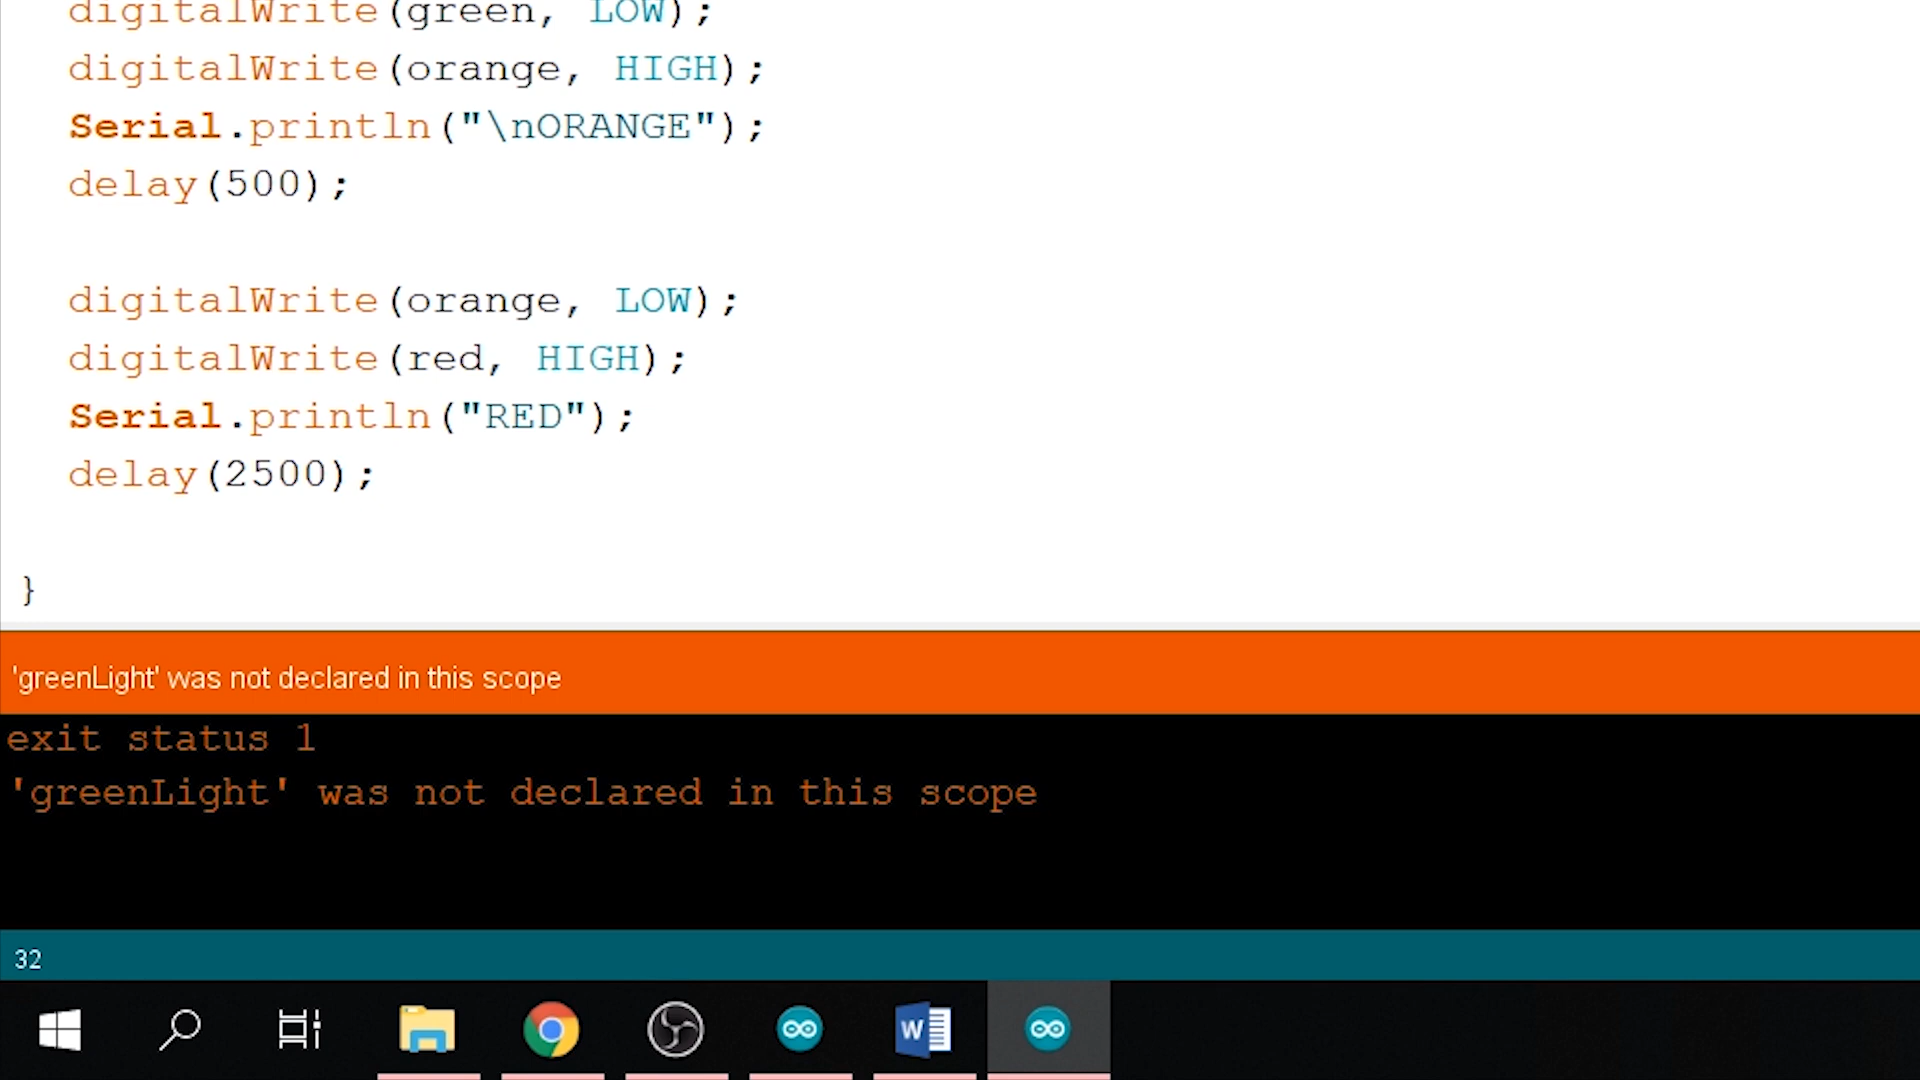 digitalWrite(green, LOW);
digitalWrite(orange, HIGH);
Serial.println("\nORANGE");
delay(500);
digitalWrite(orange, LOW);
digitalWrite(red, HIGH);
Serial.println("RED");
delay(2500);
}
'greenLight' was not declared in this scope
exit status 1
'greenLight' was not declared in this scope
32
W